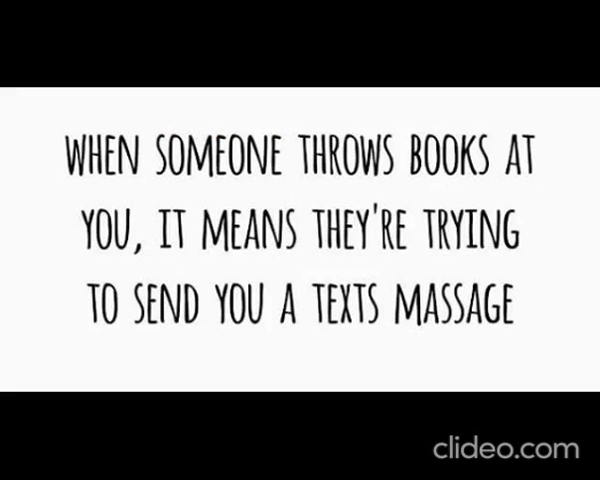 WHEN SOMEONE THROWS BOOKS AT
YOU, IT MEANS THEY'RE TRYING
TO SEND YOU A TEXTS MASSAGE
clideo.com